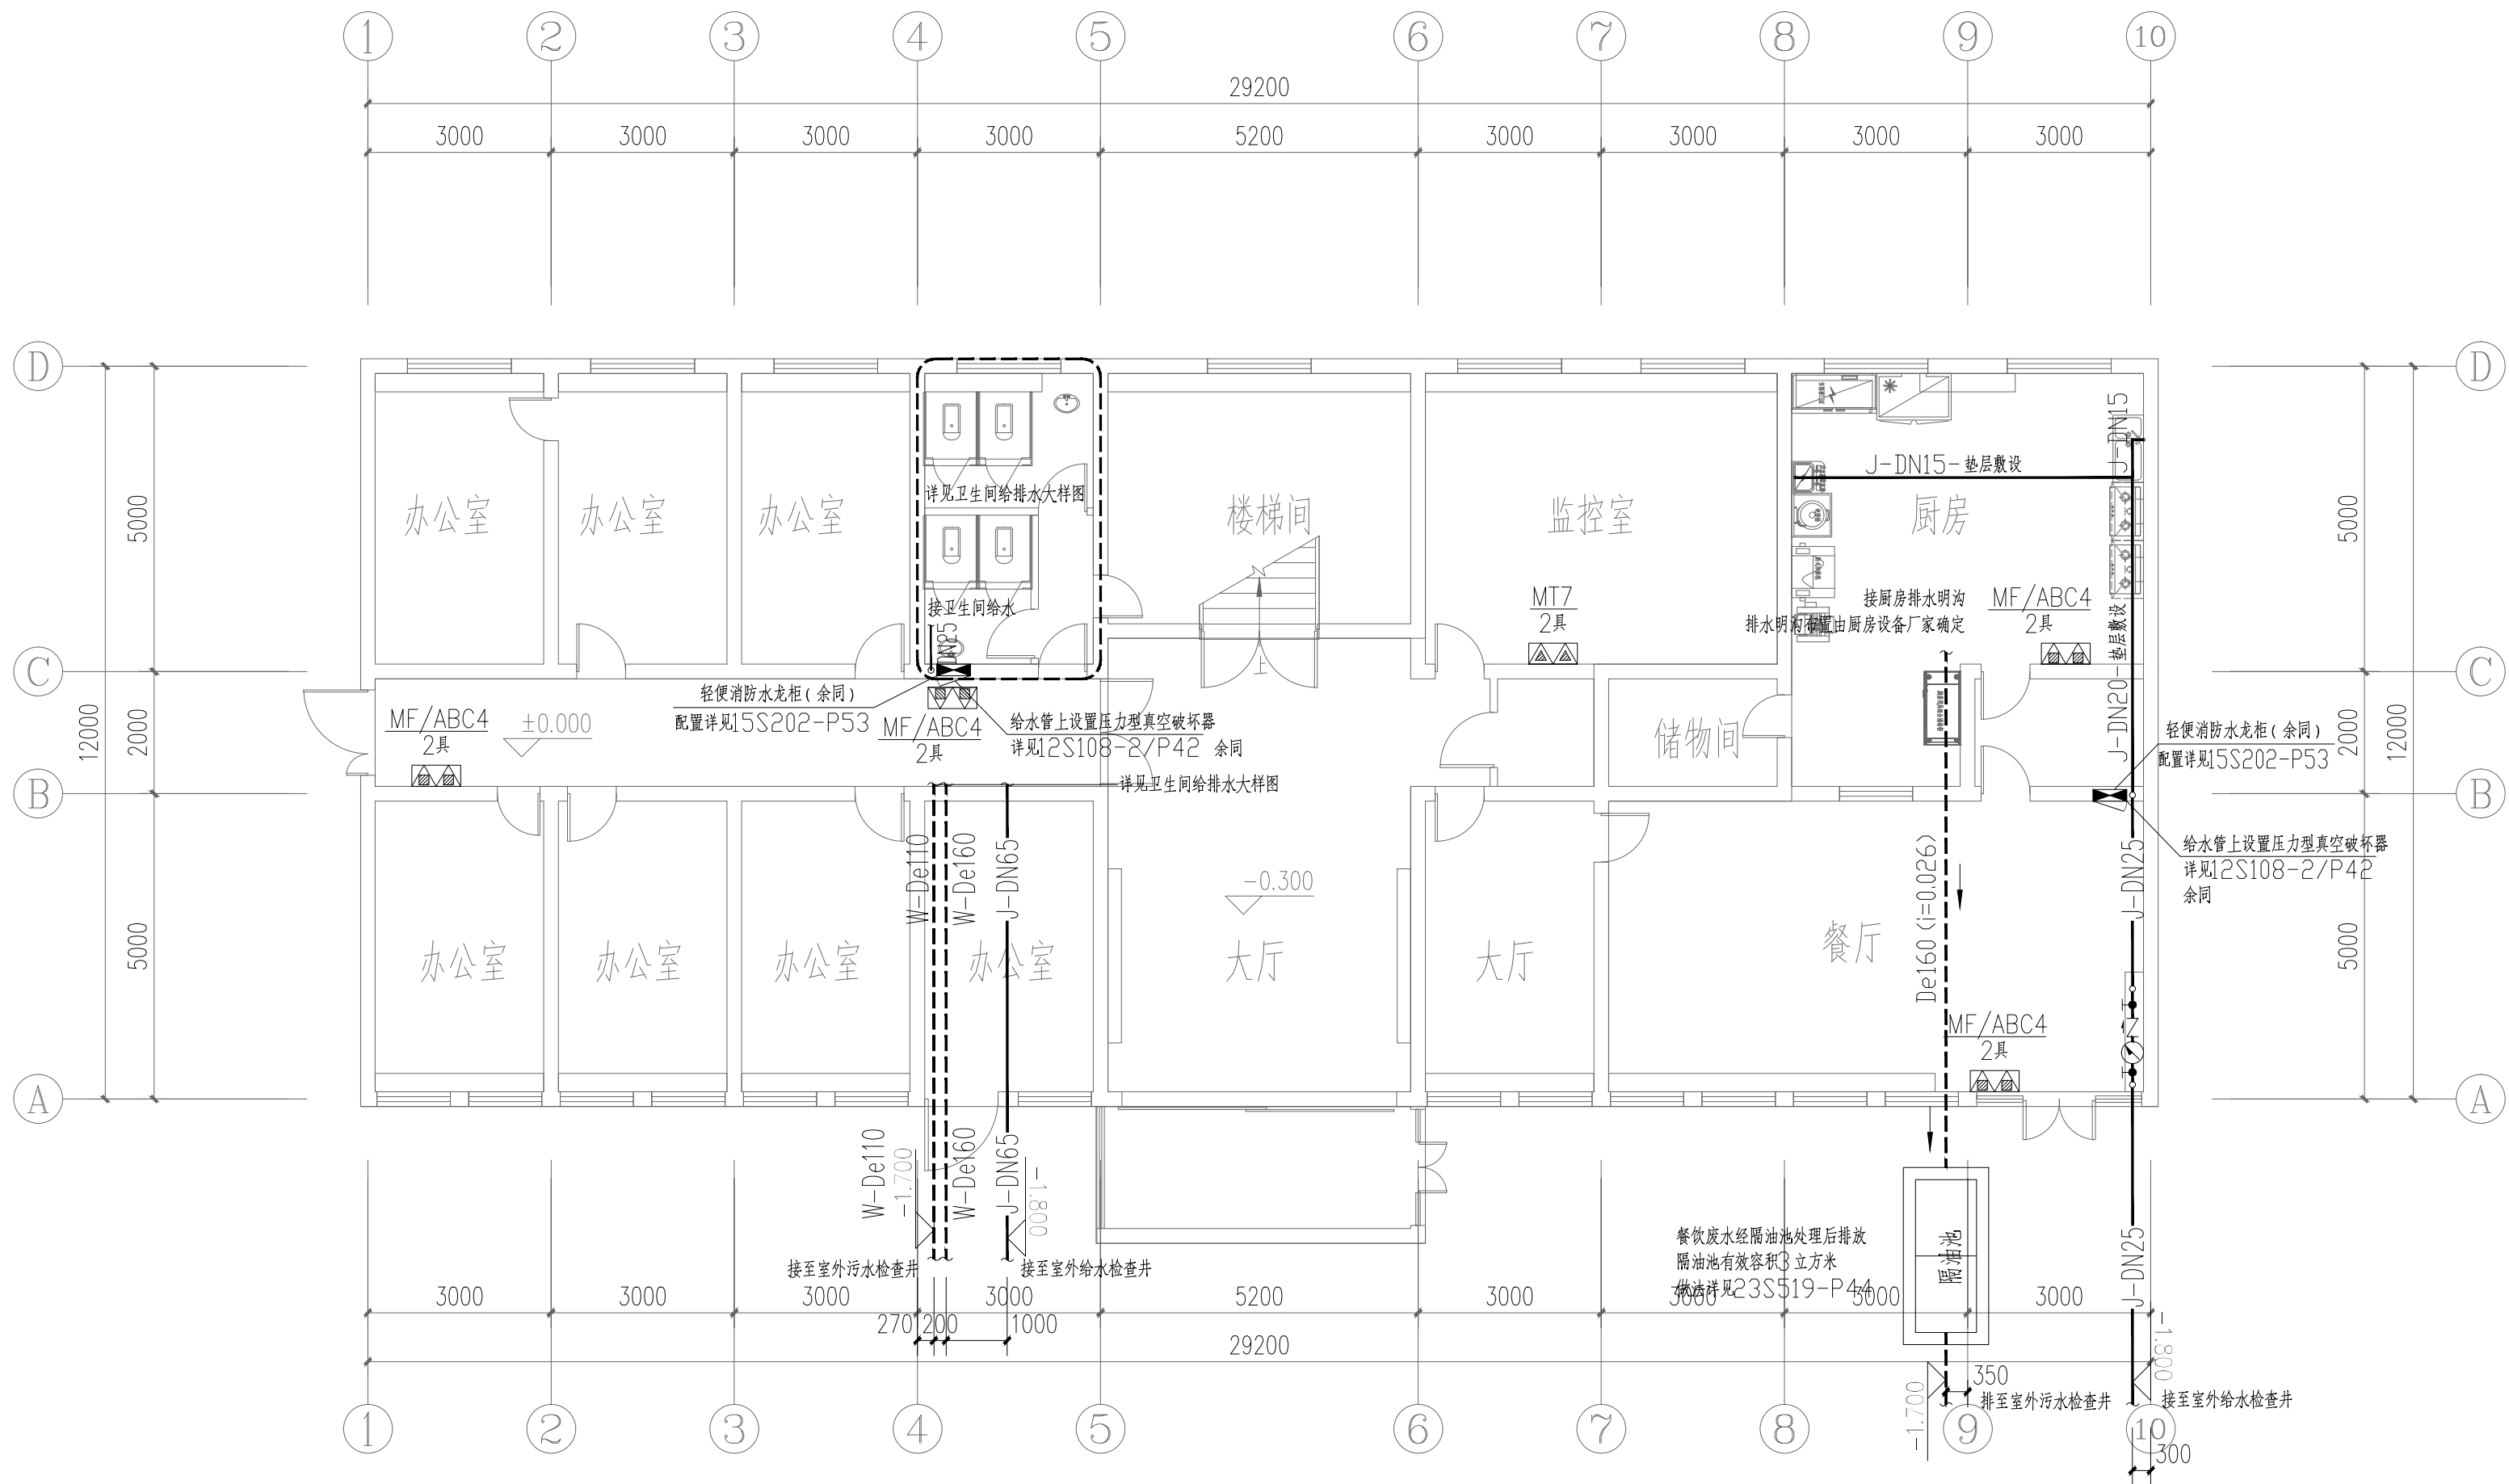 1 2 3 4 5 6 7 8 9 10
29200
3000 3000 3000 3000 5200 3000 3000 3000 3000
D D
J-DN15
J-DN15-垫层敷设
详见卫生间给排水大样图
5000 5000
办公室 办公室 办公室 楼梯间 监控室 厨房
接卫生间给水
DN25
MT7
2具
接厨房排水明沟
排水明沟布置由厨房设备厂家确定
MF/ABC4
2具
J-DN20-垫层敷设
上
C C
轻便消防水龙柜(余同)
配置详见15S202-P53
MF/ABC4
2具
±0.000
MF/ABC4
2具
给水管上设置压力型真空破坏器
详见12S108-2/P42 余同
储物间
轻便消防水龙柜(余同)
配置详见15S202-P53
12000 2000 2000 12000
详见卫生间给排水大样图
B B
给水管上设置压力型真空破坏器
详见12S108-2/P42
余同
W-De110 W-De160 J-DN65
-0.300
De160(i=0.026)
J-DN25
5000 5000
办公室 办公室 办公室 办公室 大厅 大厅 餐厅
MF/ABC4
2具
A A
W-De110 -1.700 W-De160 J-DN65 -1.800
接至室外污水检查井 接至室外给水检查井
餐饮废水经隔油池处理后排放
隔油池有效容积3立方米
做法详见23S519-P44
隔油池
J-DN25
3000 3000 3000 3000 5200 3000 3000 3000 3000
270 200 1000
29200
-1.800
350
-1.700
排至室外污水检查井 接至室外给水检查井
1 2 3 4 5 6 7 8 9 10
300